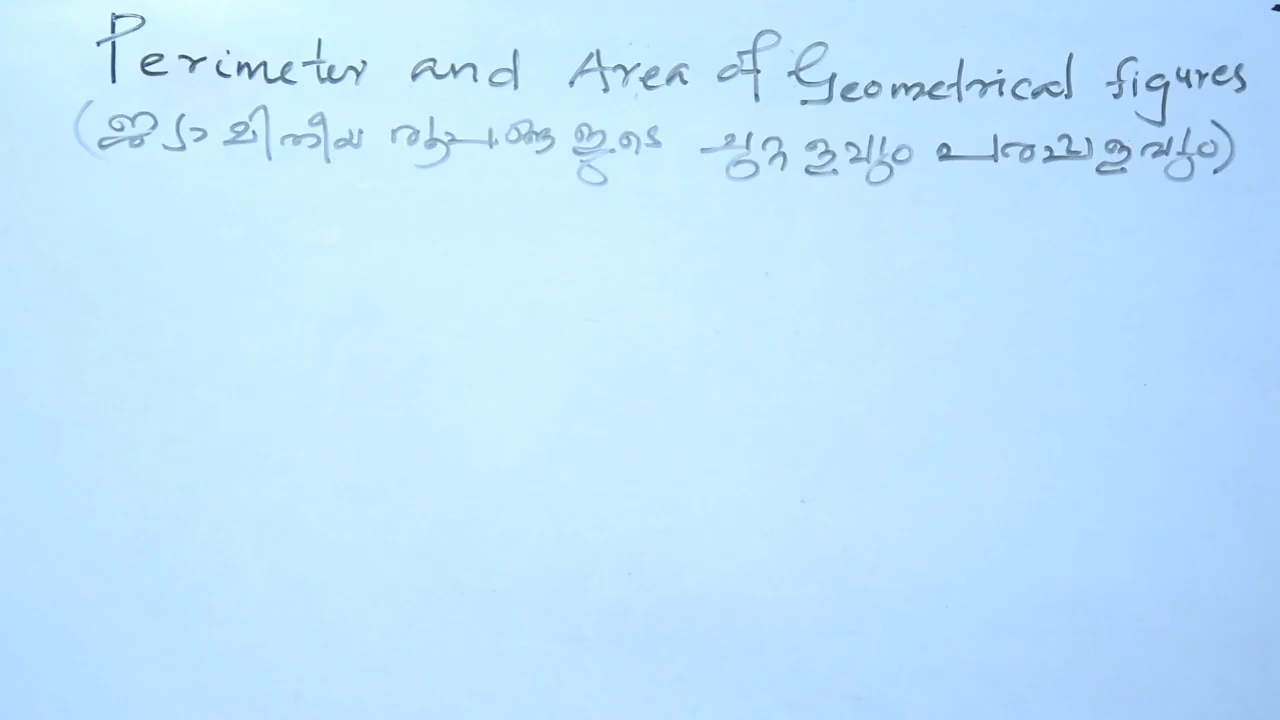 Perimeter and Area of Geometrical figures
(ജ്യാമിതീയ രൂപങ്ങളുടെ ചുറ്റളവും പരപ്പളവും)